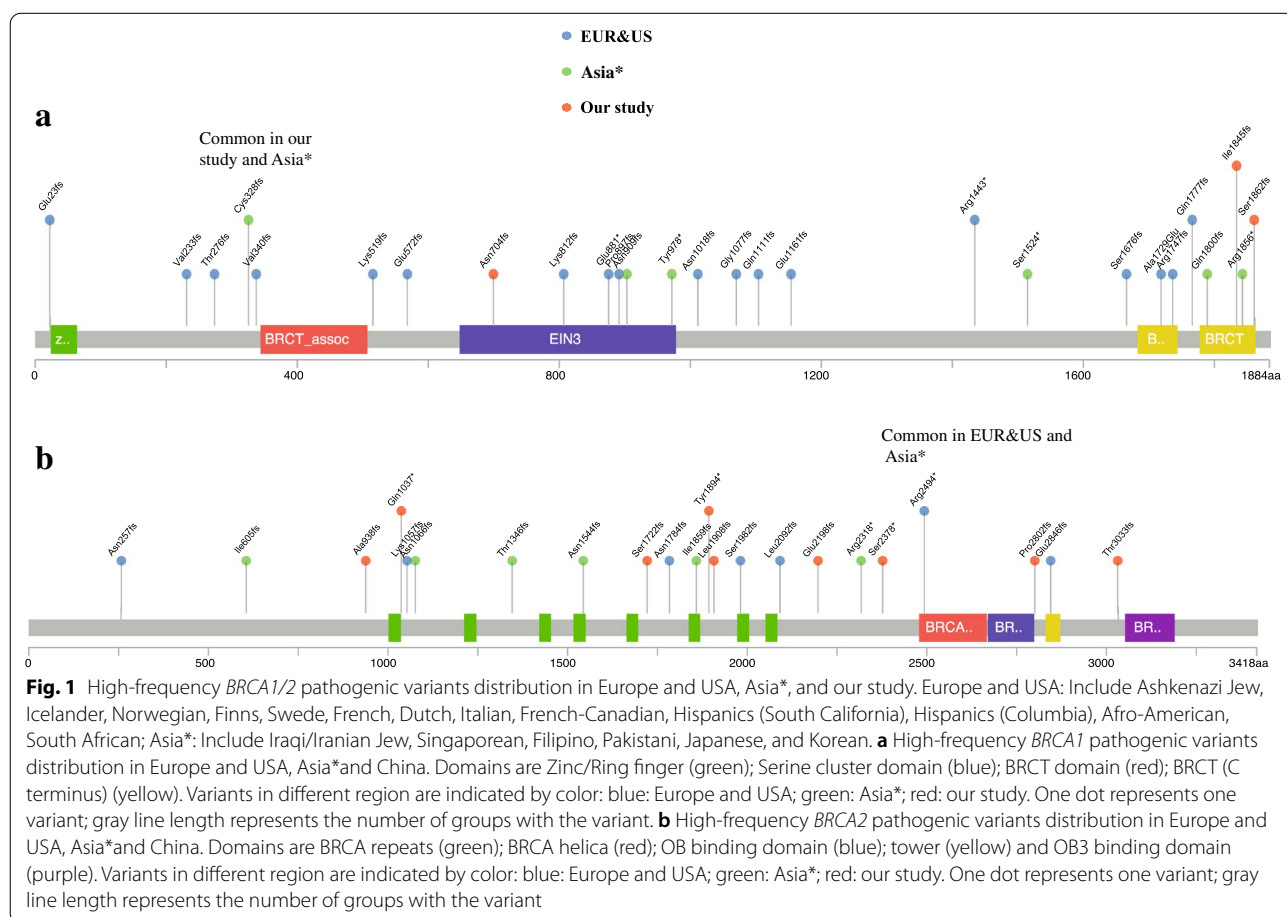 EUR&US
Asia*
Our study
a
Common in our
study and Asia*
Glu23fs
Val233fs
Thr276fs
Cys328fs
Val340fs
Lys519fs
Glu572fs
Asn704fs
Lys812fs
Glu881*
Pro897fs
Asn909fs
Tyr978*
Asn1018fs
Gly1077fs
Gln1111fs
Glu1161fs
Arg1443*
Ser1524*
Ser1676fs
Ala1729Glu
Arg1747fs
Gln1777fs
Gln1800fs
Ile1845fs
Arg1856*
Ser1862fs
z..
BRCT_assoc
EIN3
B..
BRCT
0
400
800
1200
1600
1884aa
b
Common in EUR&US and
Asia*
Asn257fs
Ile605fs
Ala938fs
Gln1037*
Lys1057fs
Asn1066fs
Thr1346fs
Asn1544fs
Ser1722fs
Asn1784fs
Ile1859fs
Tyr1894*
Leu1908fs
Ser1982fs
Leu2092fs
Glu2198fs
Arg2318*
Ser2378*
Arg2494*
Pro2802fs
Glu2846fs
Thr3033fs
BRCA..
BR..
BR..
0
500
1000
1500
2000
2500
3000
3418aa
Fig. 1 High-frequency BRCA1/2 pathogenic variants distribution in Europe and USA, Asia*, and our study. Europe and USA: Include Ashkenazi Jew,
Icelander, Norwegian, Finns, Swede, French, Dutch, Italian, French-Canadian, Hispanics (South California), Hispanics (Columbia), Afro-American,
South African; Asia*: Include Iraqi/Iranian Jew, Singaporean, Filipino, Pakistani, Japanese, and Korean. a High-frequency BRCA1 pathogenic variants
distribution in Europe and USA, Asia*and China. Domains are Zinc/Ring finger (green); Serine cluster domain (blue); BRCT domain (red); BRCT (C
terminus) (yellow). Variants in different region are indicated by color: blue: Europe and USA; green: Asia*; red: our study. One dot represents one
variant; gray line length represents the number of groups with the variant. b High-frequency BRCA2 pathogenic variants distribution in Europe and
USA, Asia*and China. Domains are BRCA repeats (green); BRCA helica (red); OB binding domain (blue); tower (yellow) and OB3 binding domain
(purple). Variants in different region are indicated by color: blue: Europe and USA; green: Asia*; red: our study. One dot represents one variant; gray
line length represents the number of groups with the variant